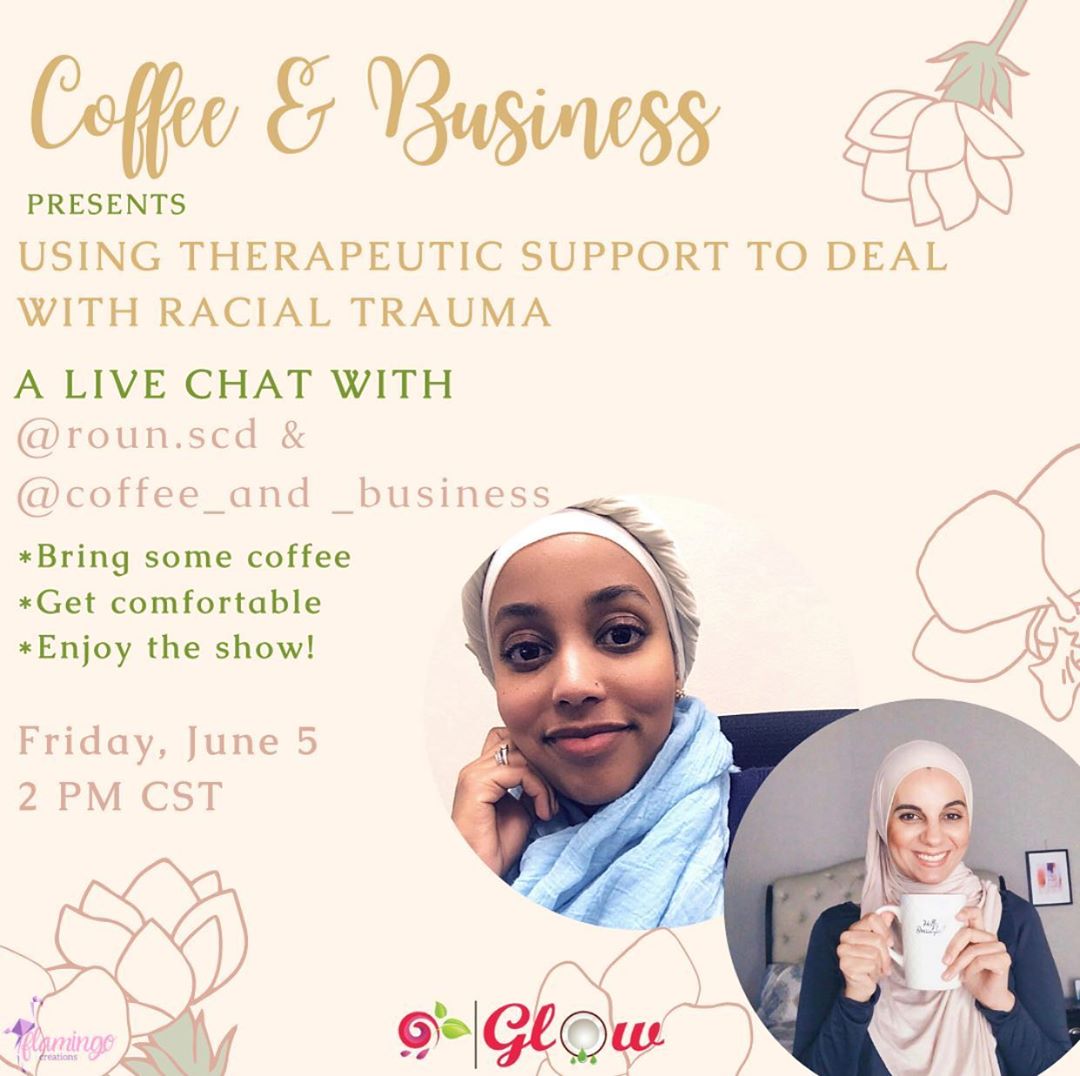 Coffee & Business
PRESENTS
USING THERAPEUTIC SUPPORT TO DEAL
WITH RACIAL TRAUMA
A LIVE CHAT WITH
@roun.scd &
@coffee_and _business
*Bring some coffee
*Get comfortable
*Enjoy the show!
Friday, June 5
2 PM CST
flamingo
creations
Glow